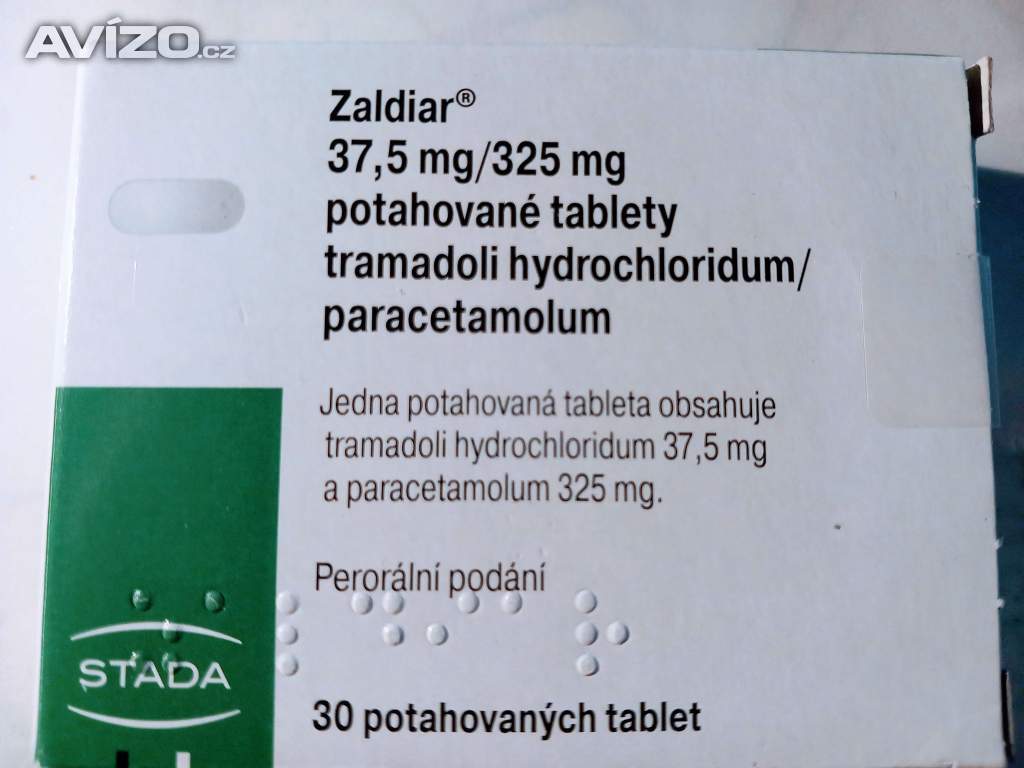 AVÍZO.cz
Zaldiar®
37,5 mg/325 mg
potahované tablety
tramadoli hydrochloridum/
paracetamolum
Jedna potahovaná tableta obsahuje
tramadoli hydrochloridum 37,5 mg
a paracetamolum 325 mg.
Perorální podání
STADA
30 potahovaných tablet